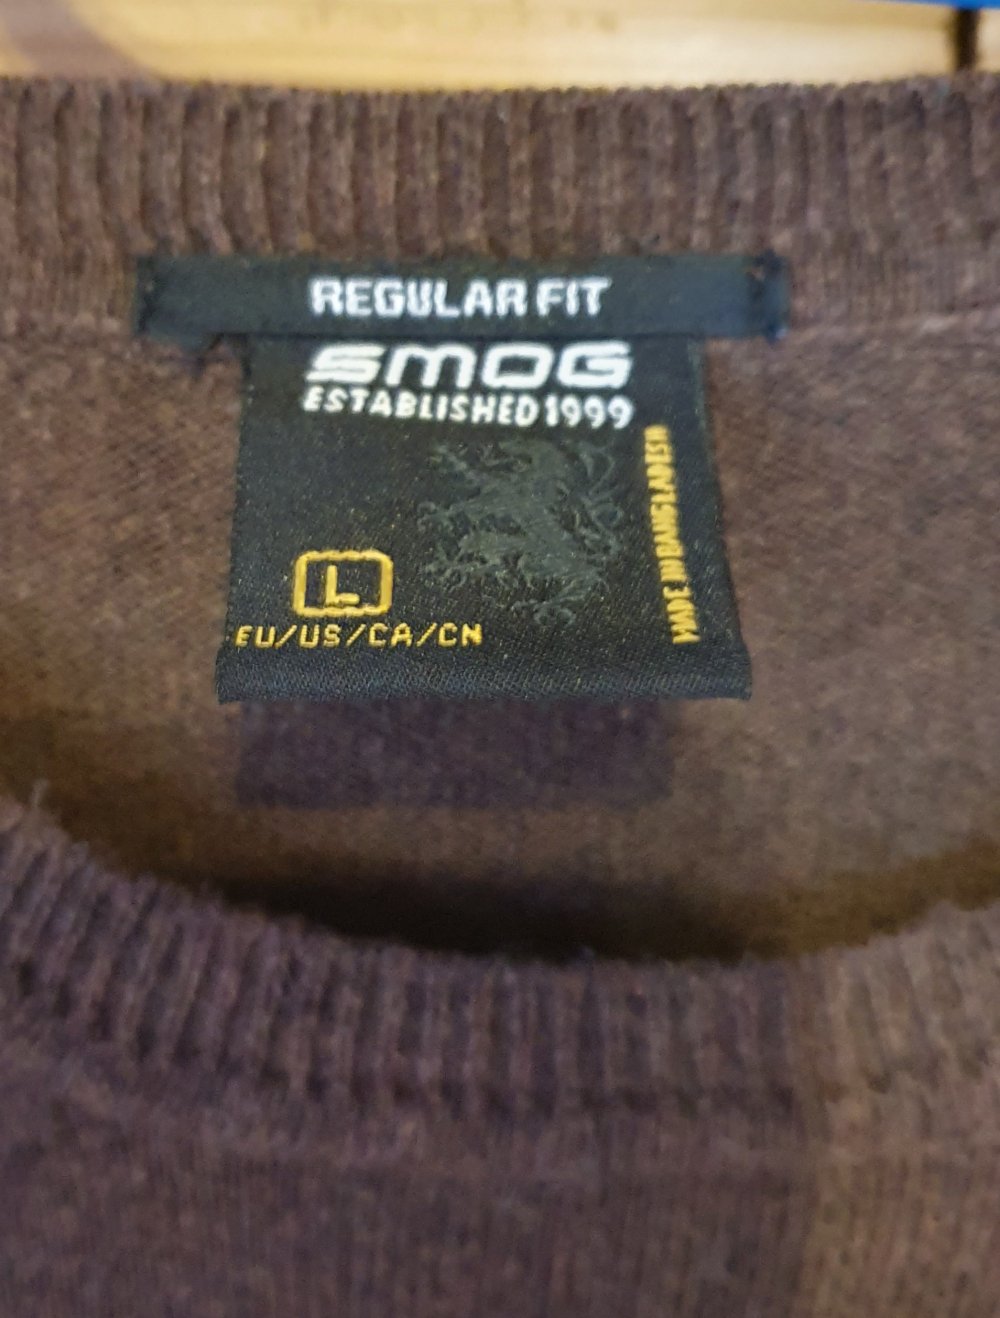 REGULAR FIT
SMOG
ESTABLISHED 1999
MADE IN BANGLADESH
L
EU/US/CA/CN